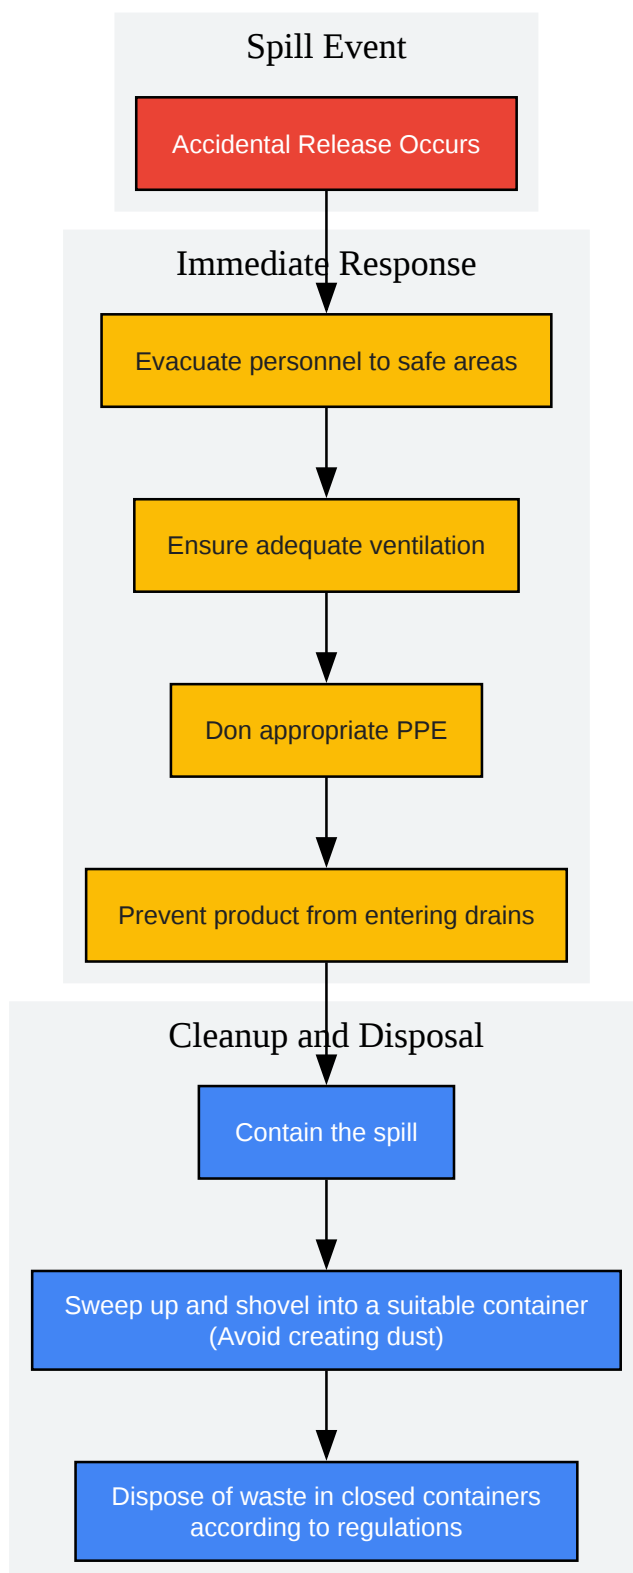 Spill Event
Accidental Release Occurs
Immediate Response
Evacuate personnel to safe areas
Ensure adequate ventilation
Don appropriate PPE
Prevent product from entering drains
Cleanup and Disposal
Contain the spill
Sweep up and shovel into a suitable container
(Avoid creating dust)
Dispose of waste in closed containers
according to regulations